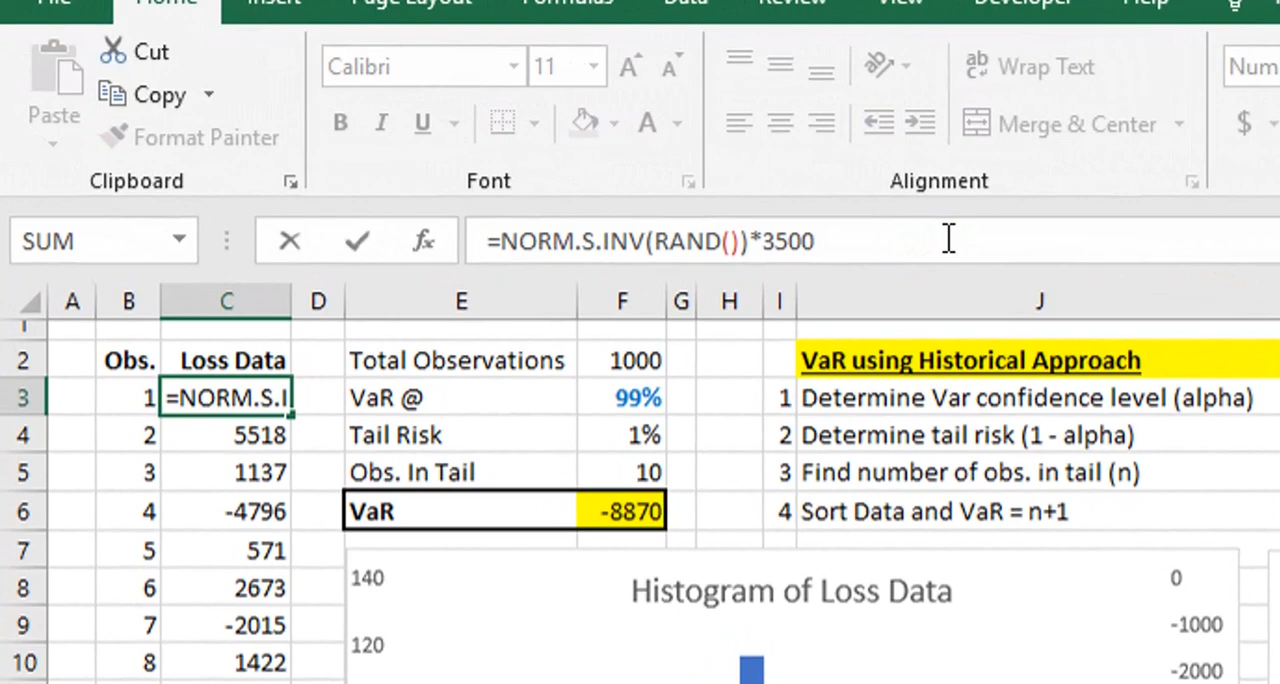 File Home Insert Page Layout Formulas Data Review View Developer Help
Cut
Copy
Paste
Format Painter
Calibri 11 A A
B I U A
ab Wrap Text
Merge & Center
Num
$
Clipboard Font Alignment
SUM fx =NORM.S.INV(RAND())*3500
A B C D E F G H I J
1
2 Obs. Loss Data Total Observations 1000 VaR using Historical Approach
3 1 =NORM.S.I VaR @ 99% 1 Determine Var confidence level (alpha)
4 2 5518 Tail Risk 1% 2 Determine tail risk (1 - alpha)
5 3 1137 Obs. In Tail 10 3 Find number of obs. in tail (n)
6 4 -4796 VaR -8870 4 Sort Data and VaR = n+1
7 5 571
8 6 2673
9 7 -2015
10 8 1422
Histogram of Loss Data
140
120
0
-1000
-2000